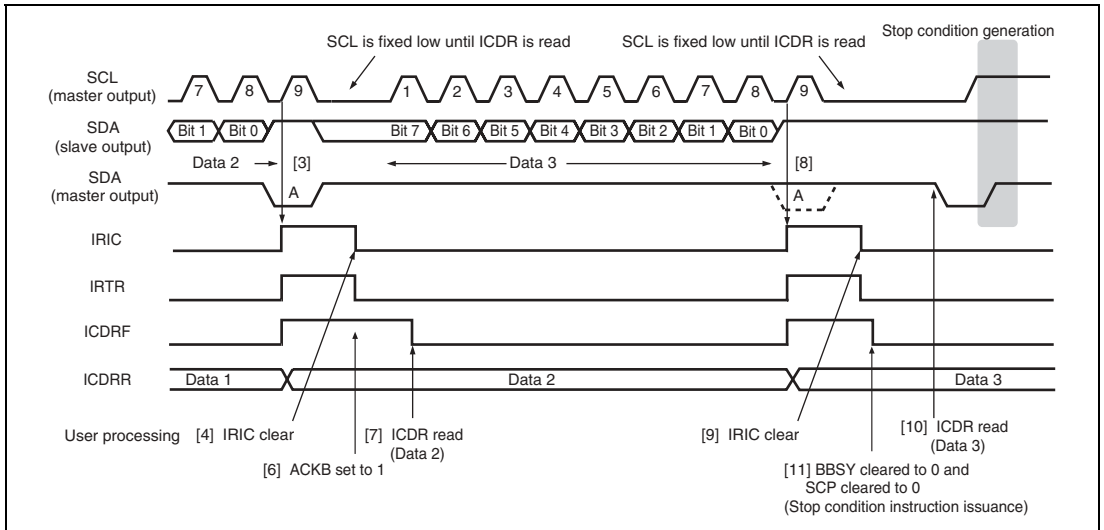 Stop condition generation
SCL is fixed low until ICDR is read
SCL is fixed low until ICDR is read
SCL
(master output)
7 8 9 1 2 3 4 5 6 7 8 9
SDA
(slave output)
Bit 1 Bit 0 Bit 7 Bit 6 Bit 5 Bit 4 Bit 3 Bit 2 Bit 1 Bit 0
Data 2 [3] Data 3 [8]
SDA
(master output)
A A
IRIC
IRTR
ICDRF
ICDRR
Data 1 Data 2 Data 3
User processing
[4] IRIC clear
[7] ICDR read
(Data 2)
[9] IRIC clear
[10] ICDR read
(Data 3)
[6] ACKB set to 1
[11] BBSY cleared to 0 and
SCP cleared to 0
(Stop condition instruction issuance)